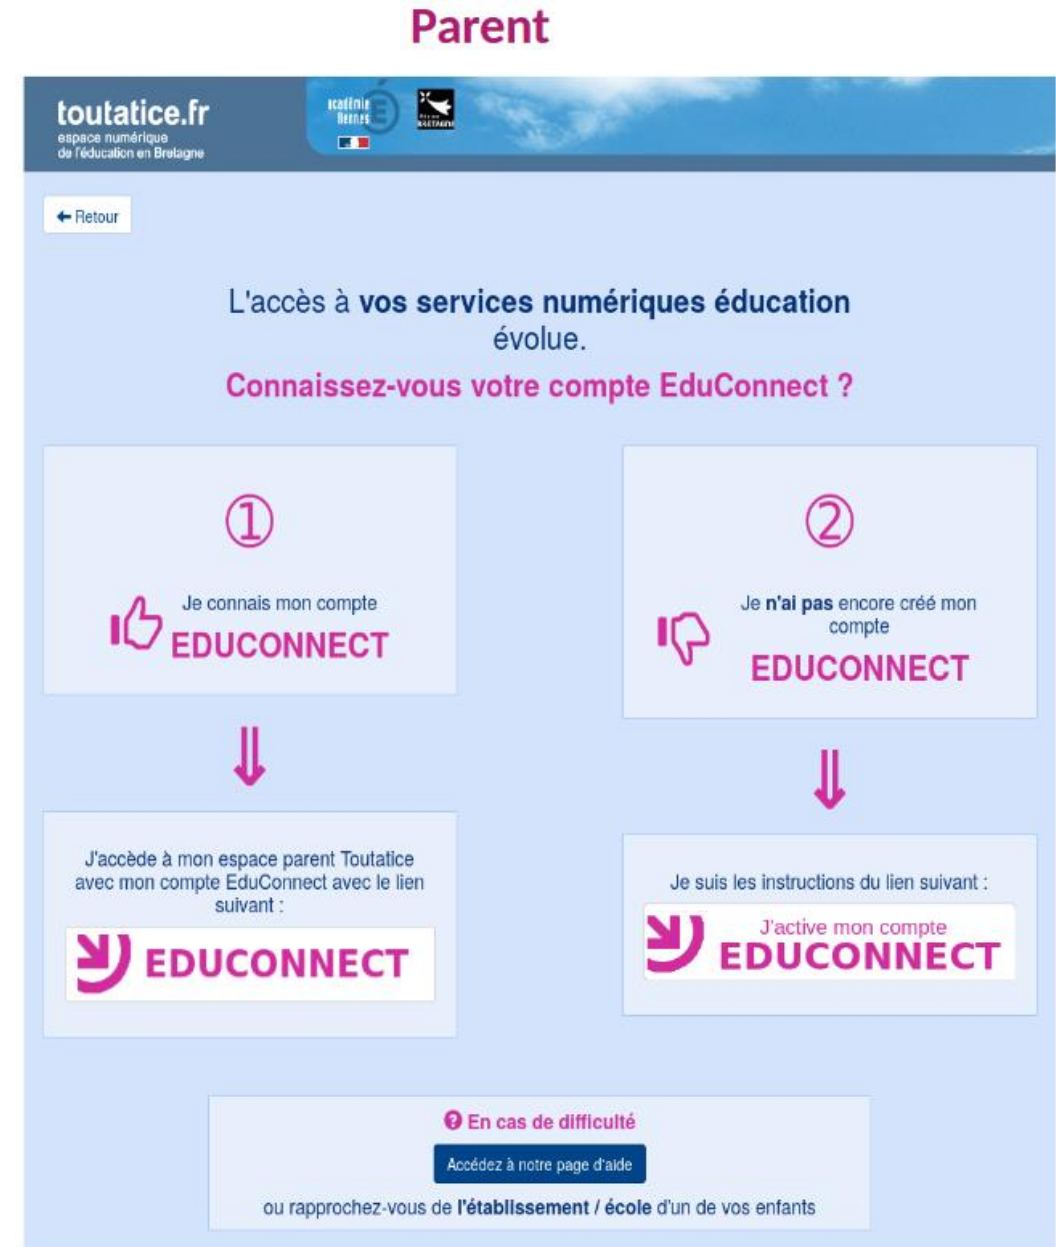 Parent
toutatice.fr
espace numérique
de l'éducation en Bretagne
académie
Rennes
BRETAGNE
Retour
L'accès à vos services numériques éducation
évolue.
Connaissez-vous votre compte EduConnect ?
1
Je connais mon compte
EDUCONNECT
J'accède à mon espace parent Toutatice
avec mon compte EduConnect avec le lien
suivant :
EDUCONNECT
2
Je n'ai pas encore créé mon
compte
EDUCONNECT
Je suis les instructions du lien suivant :
J'active mon compte
EDUCONNECT
? En cas de difficulté
Accédez à notre page d'aide
ou rapprochez-vous de l'établissement / école d'un de vos enfants